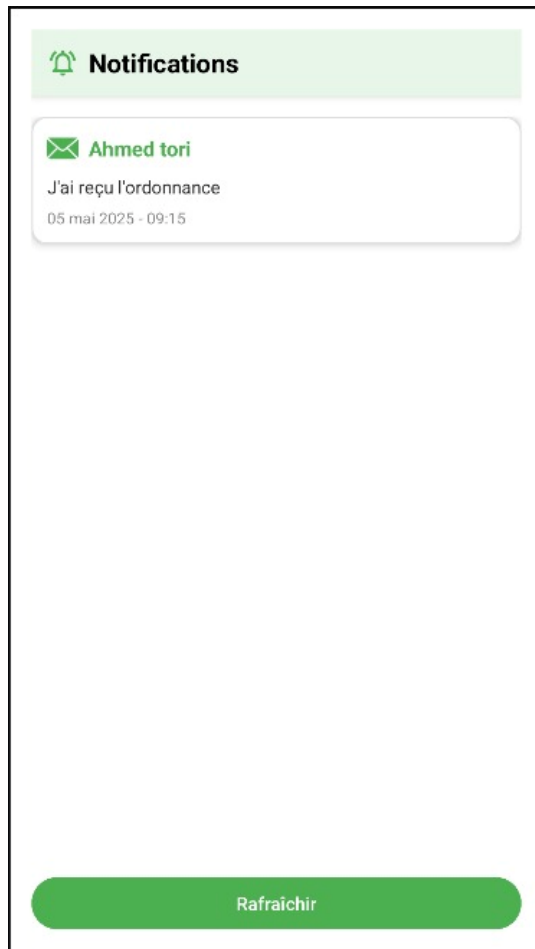 Notifications
Ahmed tori
J'ai reçu l'ordonnance
05 mai 2025 - 09:15
Rafraîchir